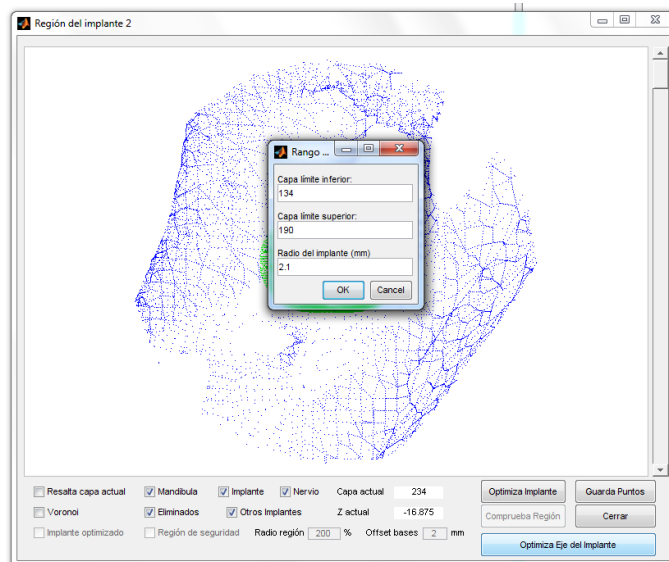 Región del implante 2
Rango ...
Capa límite inferior:
134
Capa límite superior:
190
Radio del implante (mm)
2.1
OK Cancel
Resalta capa actual Mandibula Implante Nervio Capa actual 234 Optimiza Implante Guarda Puntos
Voronoi Eliminados Otros Implantes Z actual -16.875 Comprueba Región Cerrar
Implante optimizado Región de seguridad Radio región 200 % Offset bases 2 mm
Optimiza Eje del Implante